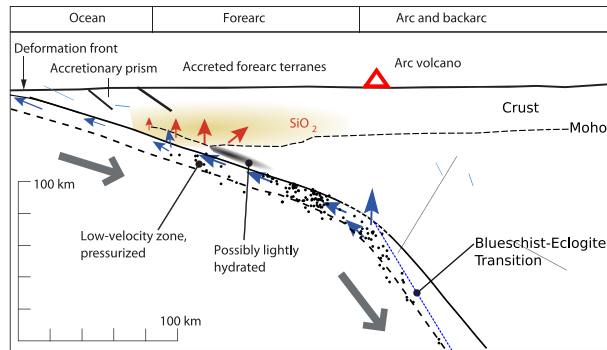 Ocean
Forearc
Arc and backarc
Deformation front
Accretionary prism
Accreted forearc terranes
Arc volcano
Crust
SiO2
Moho
100 km
Low-velocity zone,
pressurized
Possibly lightly
hydrated
Blueschist-Eclogite
Transition
100 km